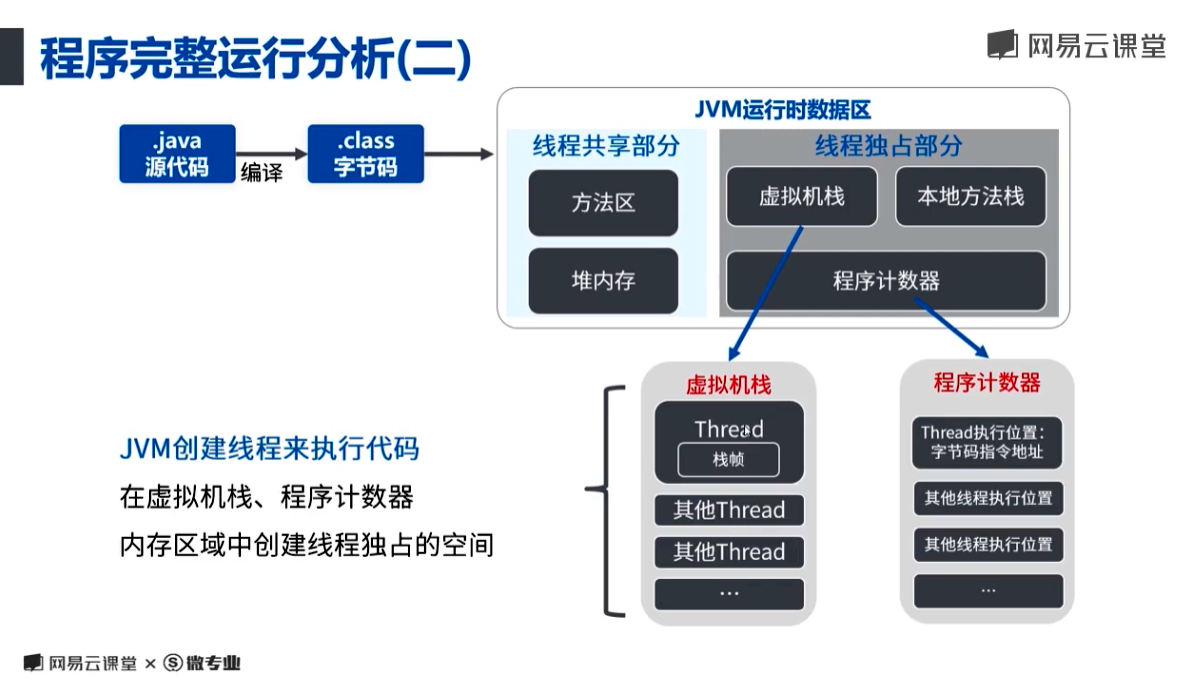 程序完整运行分析(二)
网易云课堂
.java
源代码
编译
.class
字节码
JVM运行时数据区
线程共享部分
方法区
堆内存
线程独占部分
虚拟机栈
本地方法栈
程序计数器
JVM创建线程来执行代码
在虚拟机栈、程序计数器
内存区域中创建线程独占的空间
虚拟机栈
Thread
栈帧
其他Thread
其他Thread
...
程序计数器
Thread执行位置：
字节码指令地址
其他线程执行位置
其他线程执行位置
...
网易云课堂 × 微专业